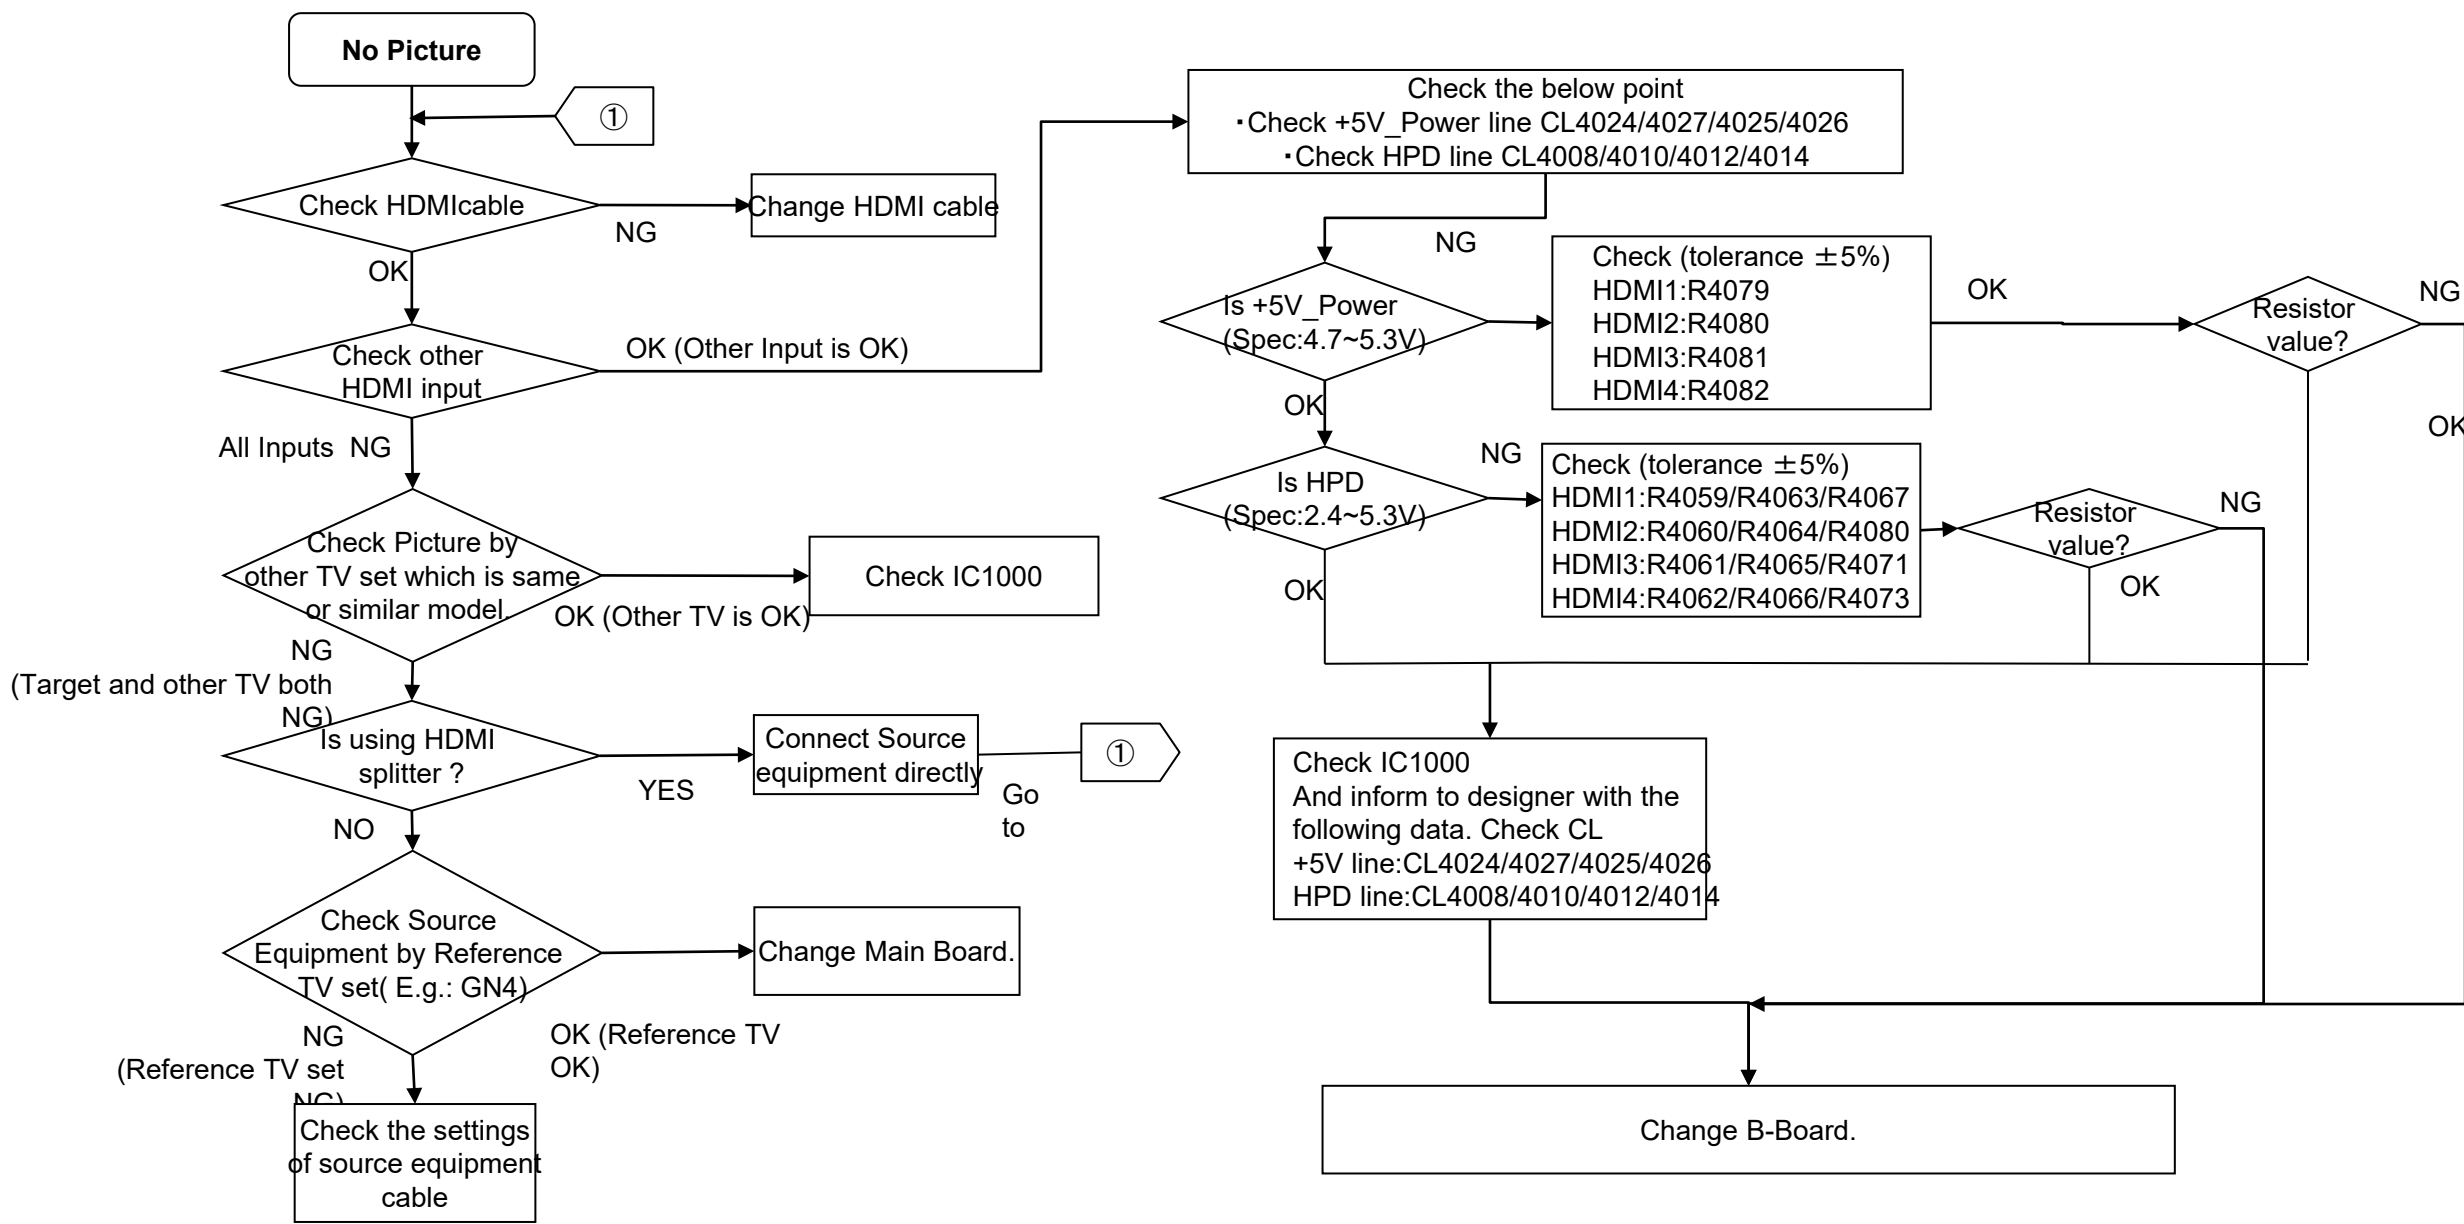 No Picture
①
Check HDMIcable
NG
Change HDMI cable
OK
Check other
HDMI input
OK (Other Input is OK)
All Inputs  NG
Check Picture by
other TV set which is same
or similar model.
OK (Other TV is OK)
Check IC1000
NG
(Target and other TV both
NG)
Is using HDMI
splitter ?
YES
Connect Source
equipment directly
Go
to
①
NO
Check Source
Equipment by Reference
TV set( E.g.: GN4)
Change Main Board.
OK (Reference TV
OK)
NG
(Reference TV set
NG)
Check the settings
of source equipment
cable
Check the below point
・Check +5V_Power line CL4024/4027/4025/4026
・Check HPD line CL4008/4010/4012/4014
Is +5V_Power
(Spec:4.7~5.3V)
NG
Check (tolerance ±5%)
HDMI1:R4079
HDMI2:R4080
HDMI3:R4081
HDMI4:R4082
OK
Resistor
value?
NG
OK
OK
Is HPD
(Spec:2.4~5.3V)
NG
Check (tolerance ±5%)
HDMI1:R4059/R4063/R4067
HDMI2:R4060/R4064/R4080
HDMI3:R4061/R4065/R4071
HDMI4:R4062/R4066/R4073
Resistor
value?
NG
OK
OK
Check IC1000
And inform to designer with the
following data. Check CL
+5V line:CL4024/4027/4025/4026
HPD line:CL4008/4010/4012/4014
Change B-Board.